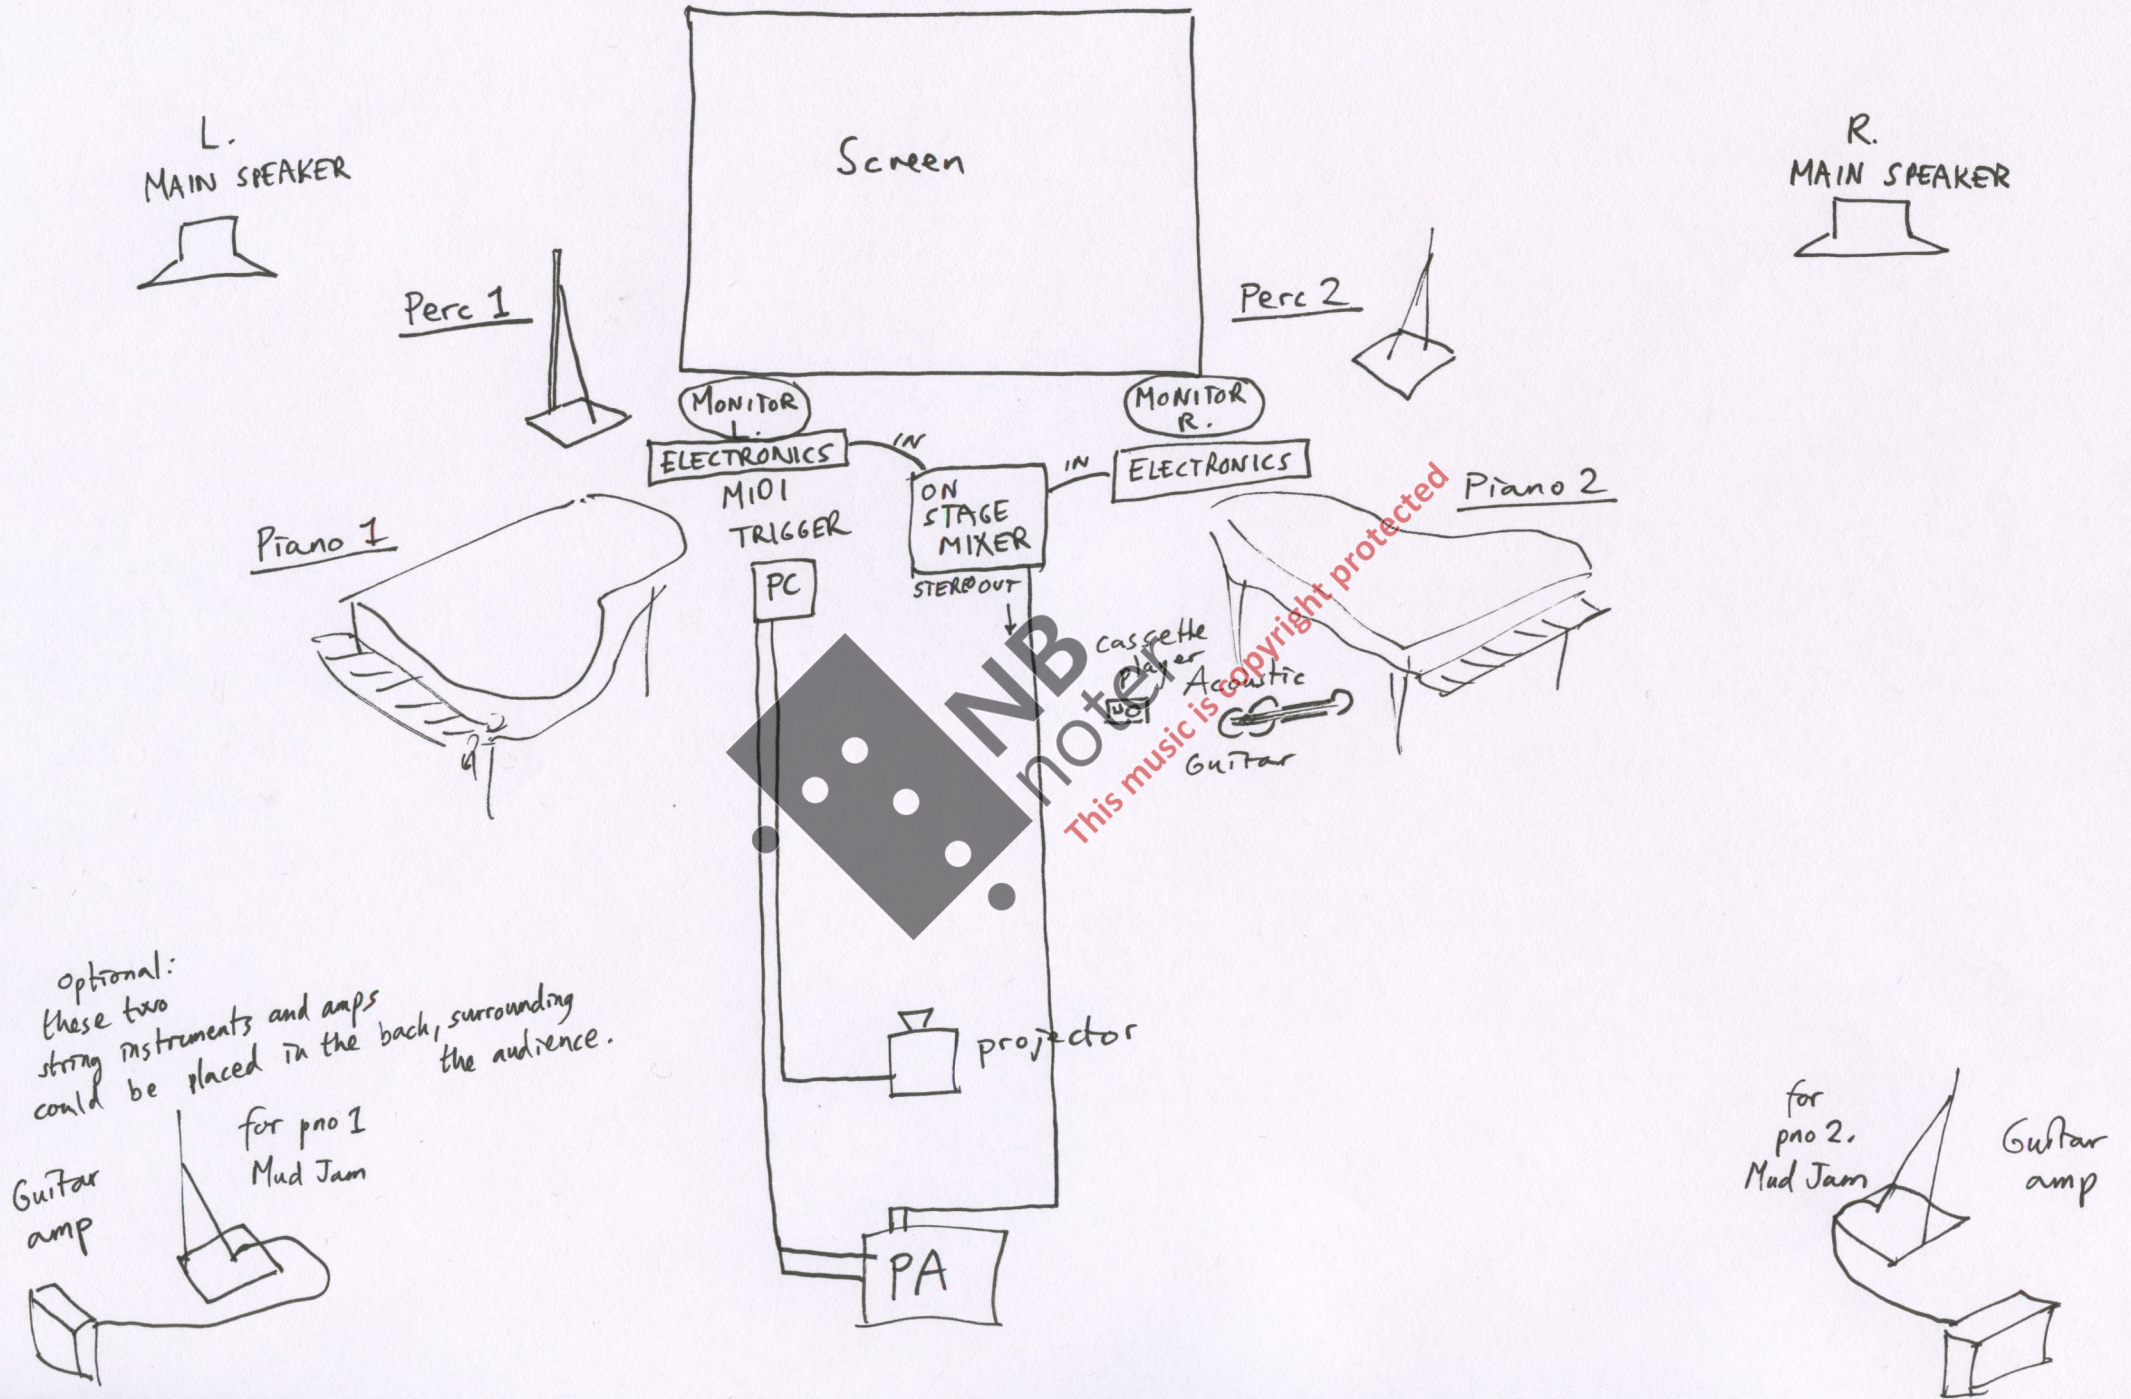 L.
MAIN SPEAKER
Screen
R.
MAIN SPEAKER
Perc 1
Perc 2
MONITOR
L.
MONITOR
R.
ELECTRONICS
IN
IN
ELECTRONICS
MIDI
TRIGGER
ON
STAGE
MIXER
STEREO OUT
PC
Piano 1
Piano 2
cassette
player
Acoustic
Guitar
NB
noter
This music is copyright protected
projector
optional:
these two
string instruments and amps
could be placed in the back, surrounding
the audience.
for pno 1
Mud Jam
Guitar
amp
for
pno 2.
Mud Jam
Guitar
amp
PA